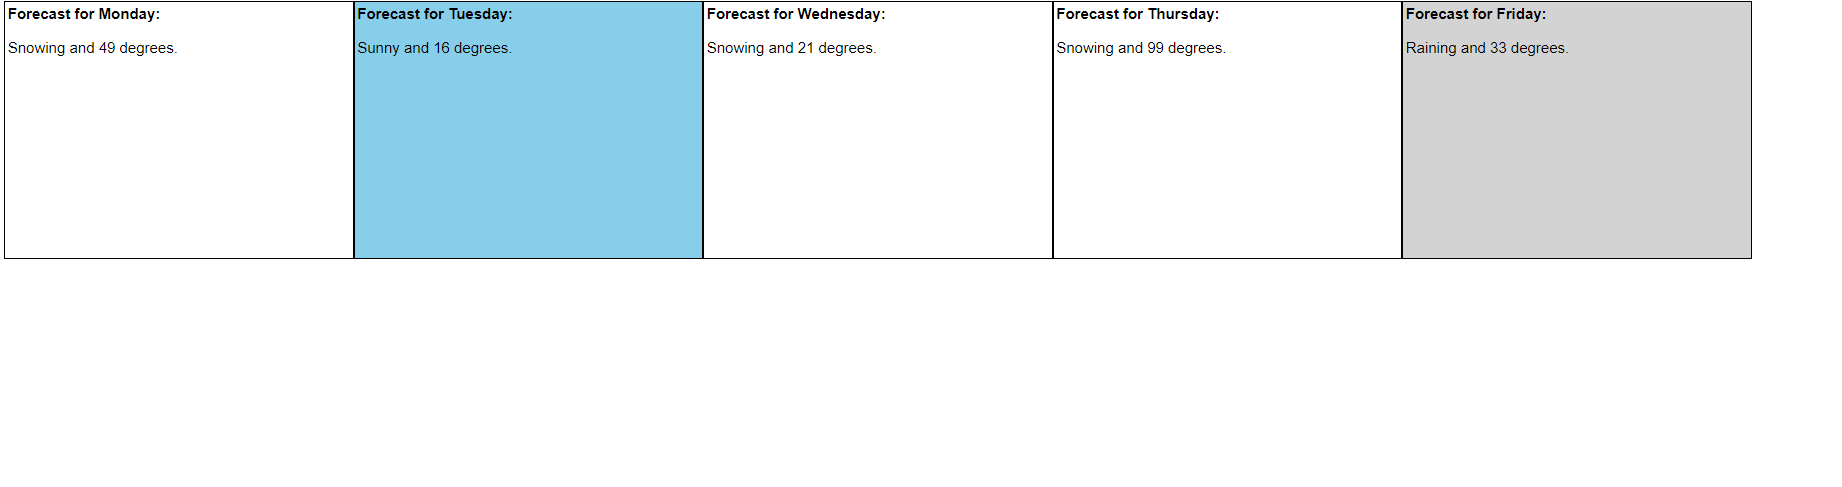 Forecast for Monday:
Snowing and 49 degrees.
Forecast for Tuesday:
Sunny and 16 degrees.
Forecast for Wednesday:
Snowing and 21 degrees.
Forecast for Thursday:
Snowing and 99 degrees.
Forecast for Friday:
Raining and 33 degrees.